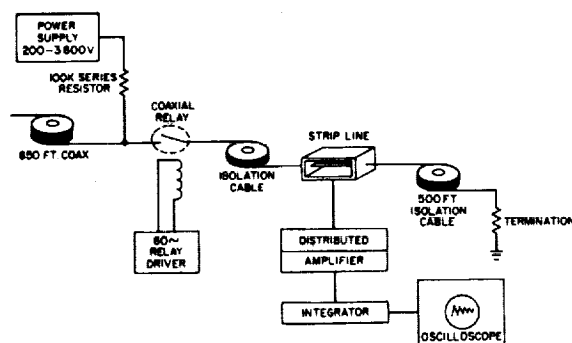 POWER
SUPPLY
200-3800V
100K SERIES
RESISTOR
COAXIAL
RELAY
STRIP LINE
650 FT. COAX
ISOLATION
CABLE
500 FT
ISOLATION
CABLE
TERMINATION
60~
RELAY
DRIVER
DISTRIBUTED
AMPLIFIER
INTEGRATOR
OSCILLOSCOPE